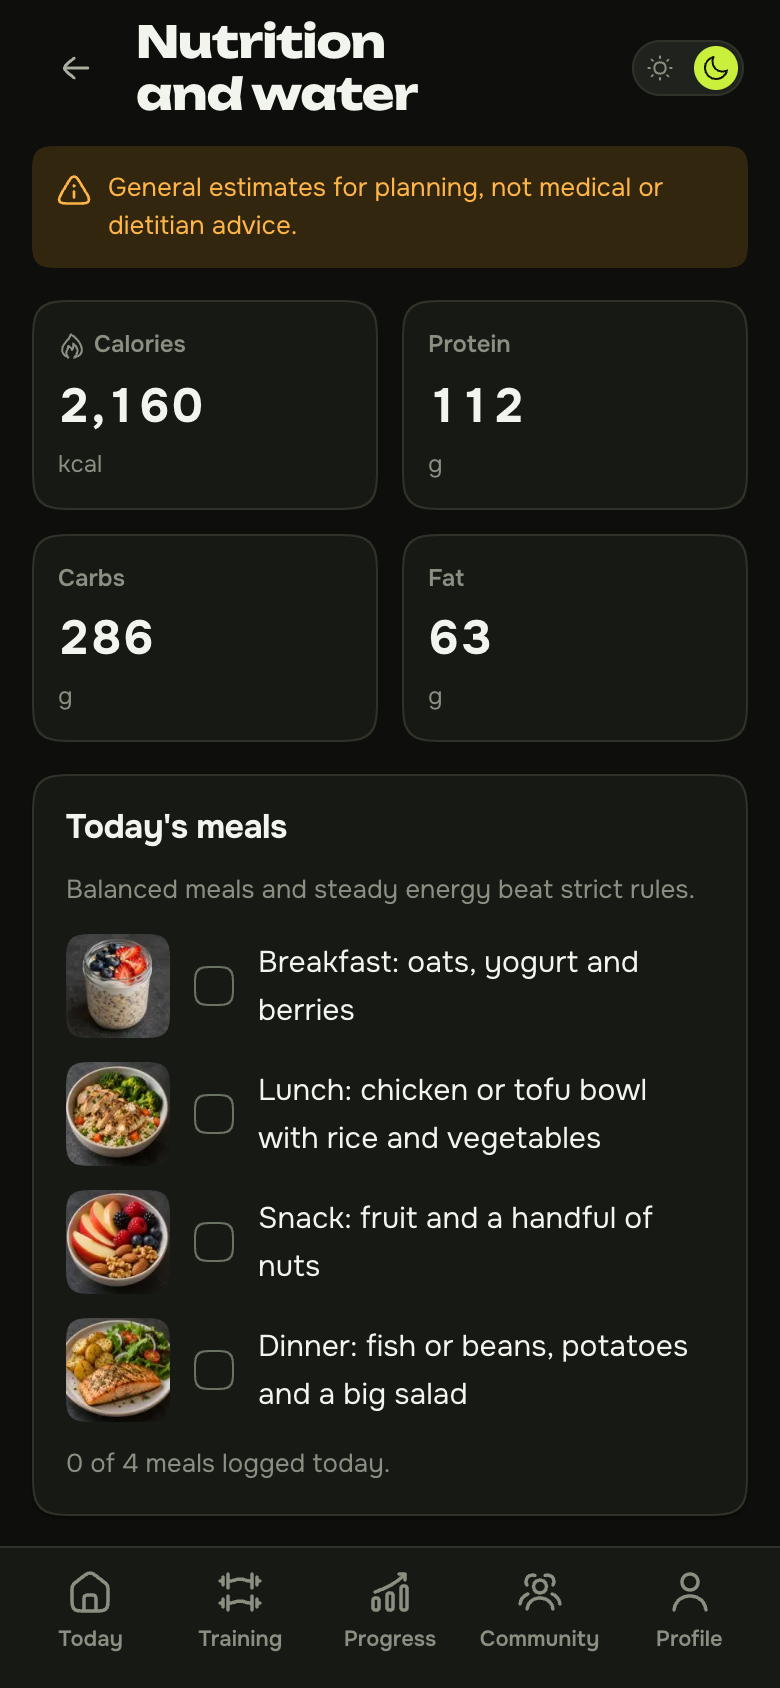 Nutrition
and water
General estimates for planning, not medical or
dietitian advice.
Calories
2,160
kcal
Protein
112
g
Carbs
286
g
Fat
63
g
Today's meals
Balanced meals and steady energy beat strict rules.
Breakfast: oats, yogurt and
berries
Lunch: chicken or tofu bowl
with rice and vegetables
Snack: fruit and a handful of
nuts
Dinner: fish or beans, potatoes
and a big salad
0 of 4 meals logged today.
Today
Training
Progress
Community
Profile